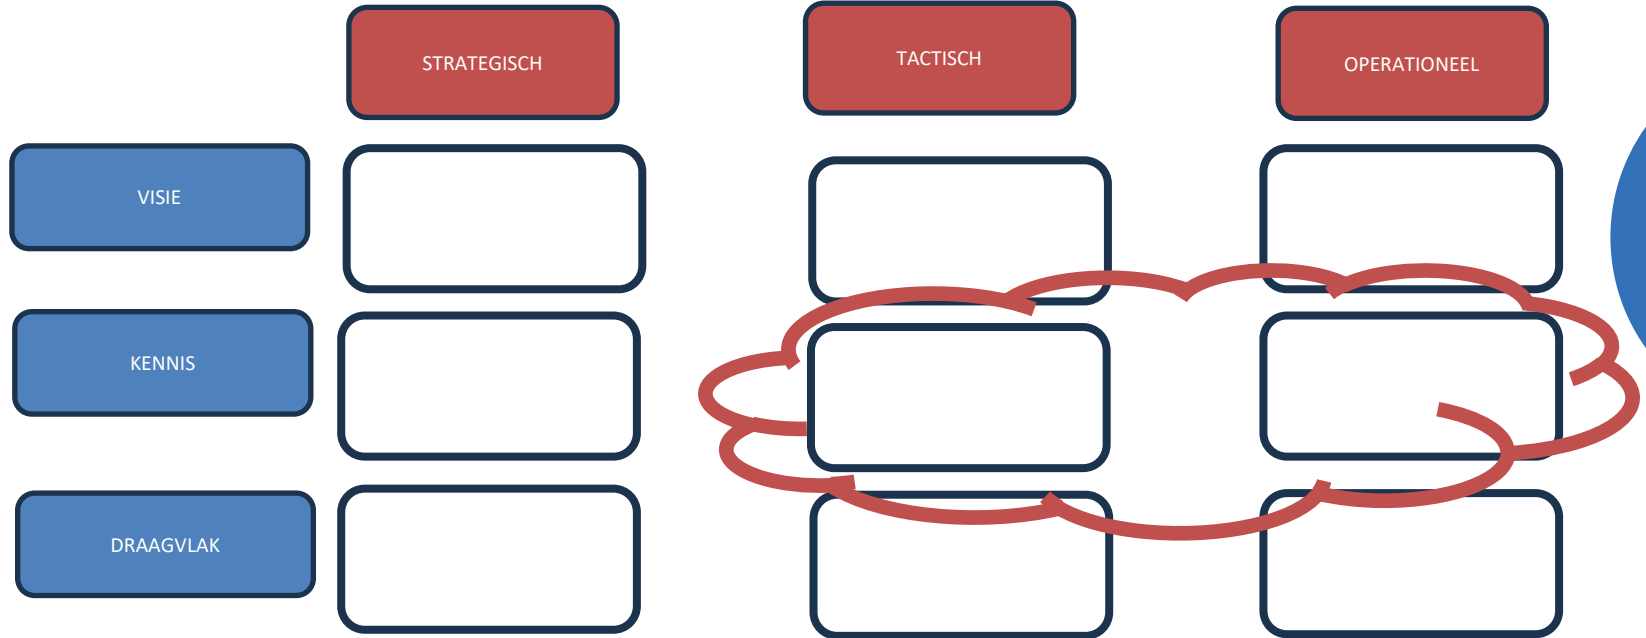 STRATEGISCH
TACTISCH
OPERATIONEEL
VISIE
KENNIS
DRAAGVLAK